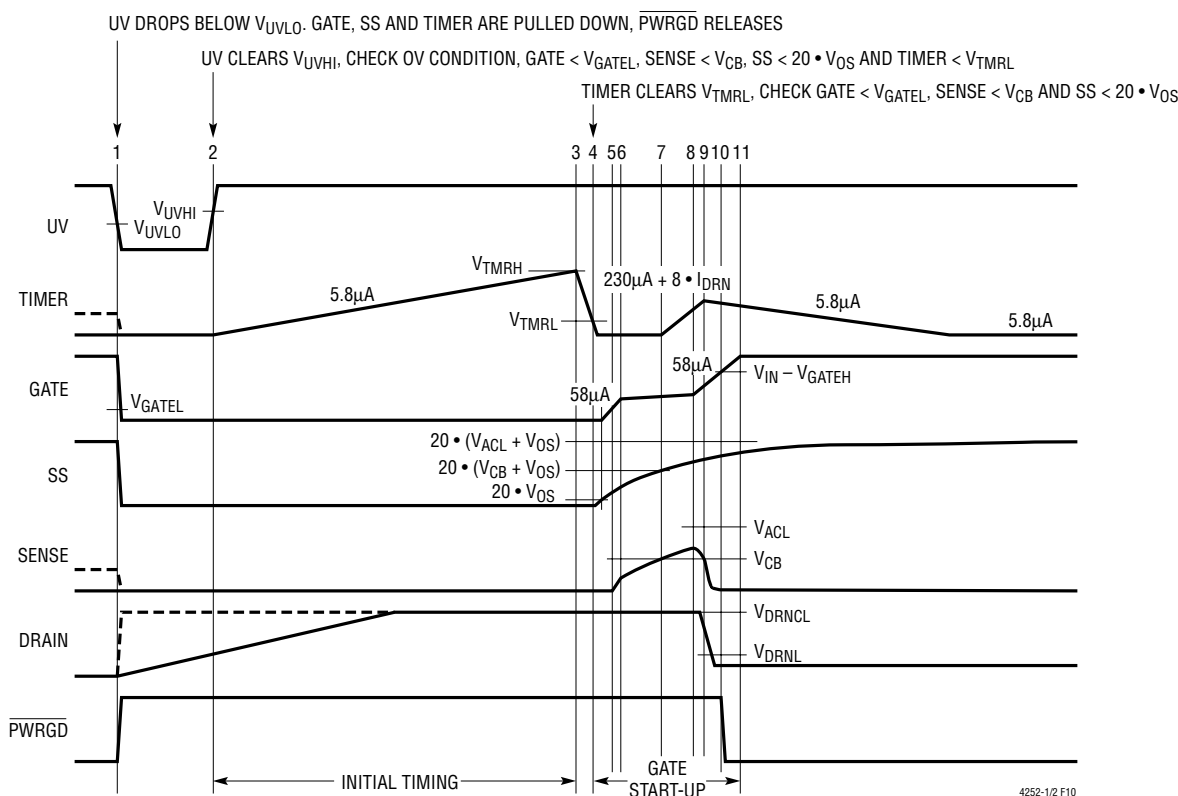 UV DROPS BELOW VUVLO. GATE, SS AND TIMER ARE PULLED DOWN, PWRGD RELEASES
UV CLEARS VUVHI, CHECK OV CONDITION, GATE < VGATEL, SENSE < VCB, SS < 20 • VOS AND TIMER < VTMRL
TIMER CLEARS VTMRL, CHECK GATE < VGATEL, SENSE < VCB AND SS < 20 • VOS
1 2 3 4 5 6 7 8 9 10 11
UV
VUVHI
VUVLO
TIMER
5.8µA
VTMRH
VTMRL
230µA + 8 • IDRN
5.8µA
5.8µA
GATE
VGATEL
58µA
58µA
VIN – VGATEH
SS
20 • (VACL + VOS)
20 • (VCB + VOS)
20 • VOS
SENSE
VACL
VCB
DRAIN
VDRNCL
VDRNL
PWRGD
INITIAL TIMING
GATE
START-UP
4252-1/2 F10